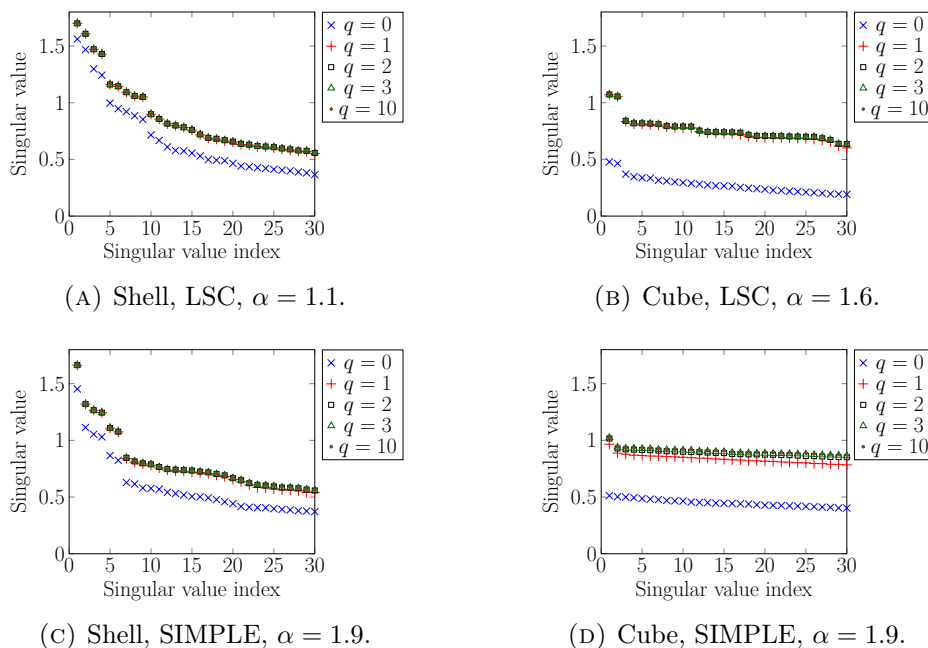 0 5 10 15 20 25 30
0
0.5
1
1.5
Singular value index
Singular value
q = 0
q = 1
q = 2
q = 3
q = 10
0 5 10 15 20 25 30
0
0.5
1
1.5
Singular value index
Singular value
q = 0
q = 1
q = 2
q = 3
q = 10
(A) Shell, LSC, α = 1.1.
(B) Cube, LSC, α = 1.6.
0 5 10 15 20 25 30
0
0.5
1
1.5
Singular value index
Singular value
q = 0
q = 1
q = 2
q = 3
q = 10
0 5 10 15 20 25 30
0
0.5
1
1.5
Singular value index
Singular value
q = 0
q = 1
q = 2
q = 3
q = 10
(C) Shell, SIMPLE, α = 1.9.
(D) Cube, SIMPLE, α = 1.9.